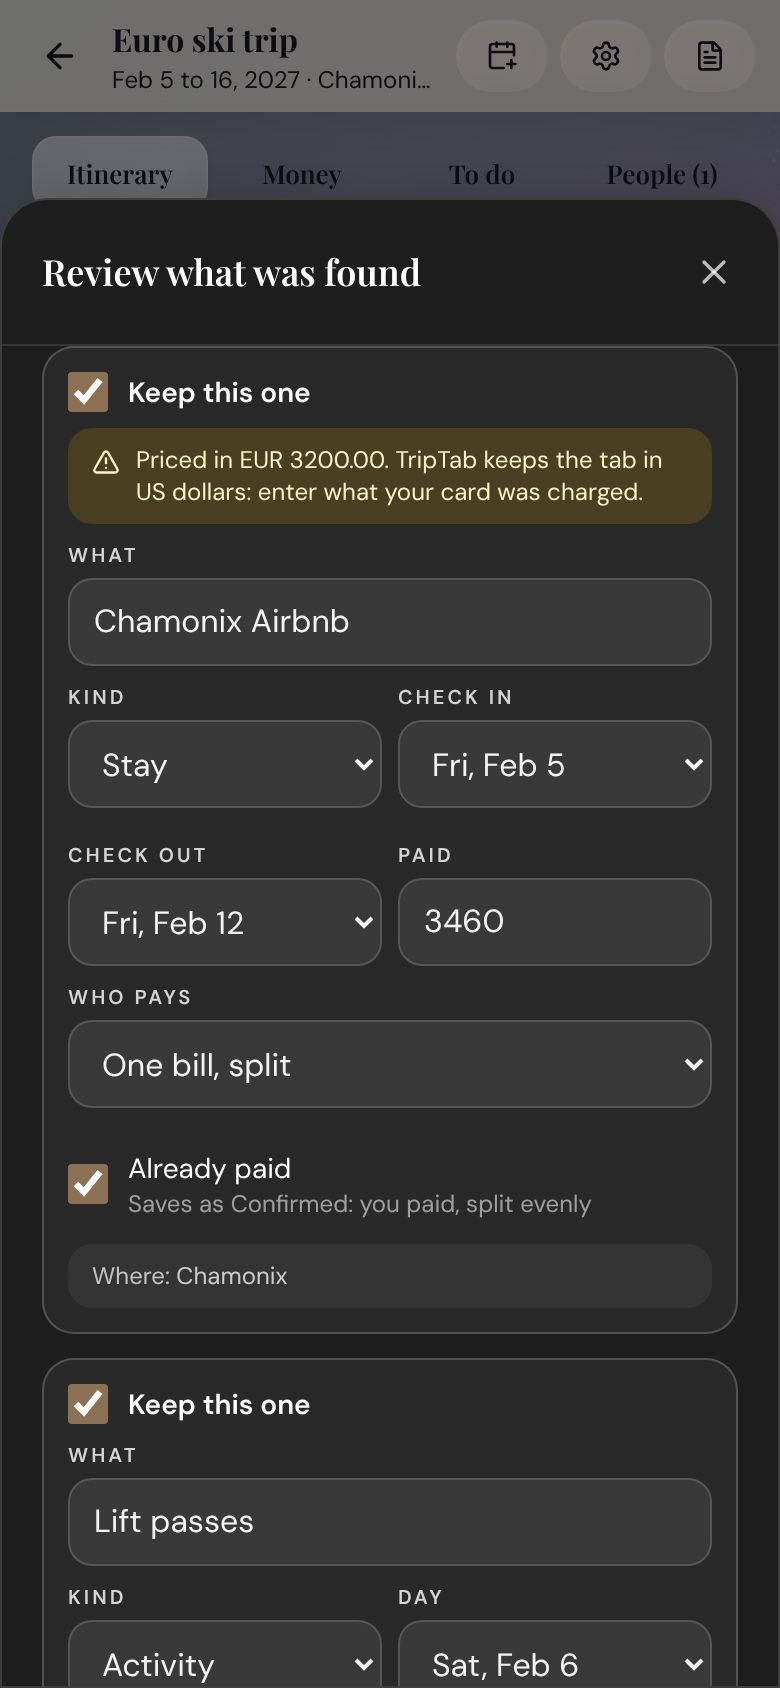 Euro ski trip
Feb 5 to 16, 2027 · Chamoni...
Itinerary
Money
To do
People (1)
Review what was found
Keep this one
Priced in EUR 3200.00. TripTab keeps the tab in
US dollars: enter what your card was charged.
WHAT
Chamonix Airbnb
KIND
CHECK IN
Stay
Fri, Feb 5
CHECK OUT
PAID
Fri, Feb 12
3460
WHO PAYS
One bill, split
Already paid
Saves as Confirmed: you paid, split evenly
Where: Chamonix
Keep this one
WHAT
Lift passes
KIND
DAY
Activity
Sat, Feb 6